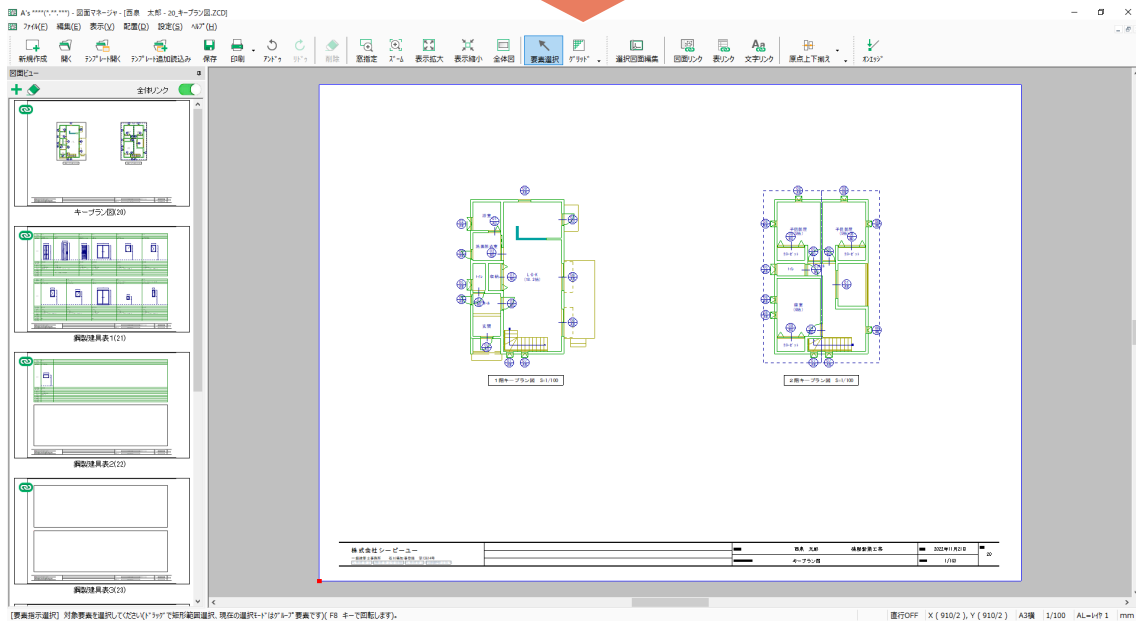 A's ****(*.**.***) - 図面マネージャ - [西泉　太郎 - 20_キープラン図.ZCD]
ﾌｧｲﾙ(F) 編集(E) 表示(V) 配置(D) 設定(S) ﾍﾙﾌﾟ(H)
新規作成 開く ﾃﾝﾌﾟﾚｰﾄ開く ﾃﾝﾌﾟﾚｰﾄ追加読込み 保存 印刷 ｱﾝﾄﾞｩ ﾘﾄﾞｩ 削除 窓指定 ｽﾞｰﾑ 表示拡大 表示縮小 全体図 要素選択 ｸﾞﾘｯﾄﾞ 選択図面編集 図面リンク 表リンク 文字リンク 原点上下揃え ｵﾝｴｯｼﾞ
図面ビュー
全体リンク
キープラン図(20)
鋼製建具表1(21)
鋼製建具表2(22)
鋼製建具表3(23)
玄関
L・D・K
1階キープラン図 S:1/100
2階キープラン図 S:1/100
株式会社シーピーユー
西泉 太郎
2022年11月21日
20
キープラン図
1/100
[要素指示選択] 対象要素を選択してください(ﾄﾞﾗｯｸﾞで矩形範囲選択、現在の選択ﾓｰﾄﾞはｸﾞﾙｰﾌﾟ要素です)( F8 キーで回転します)。
直行OFF X ( 910/2 ) , Y ( 910/2 ) A3横 1/100 AL=ﾚｲﾔ 1 mm